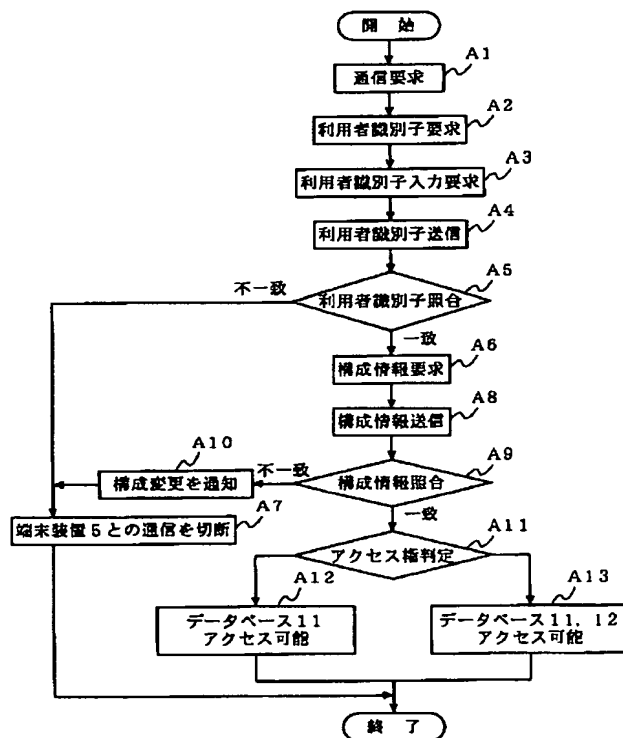 開 始
A1
通信要求
A2
利用者識別子要求
A3
利用者識別子入力要求
A4
利用者識別子送信
A5
不一致
利用者識別子照合
一致
A6
構成情報要求
A8
構成情報送信
A10
不一致
A9
構成変更を通知
構成情報照合
A7
一致
端末装置5との通信を切断
A11
アクセス権判定
A12
A13
データベース11
アクセス可能
データベース11，12
アクセス可能
終 了